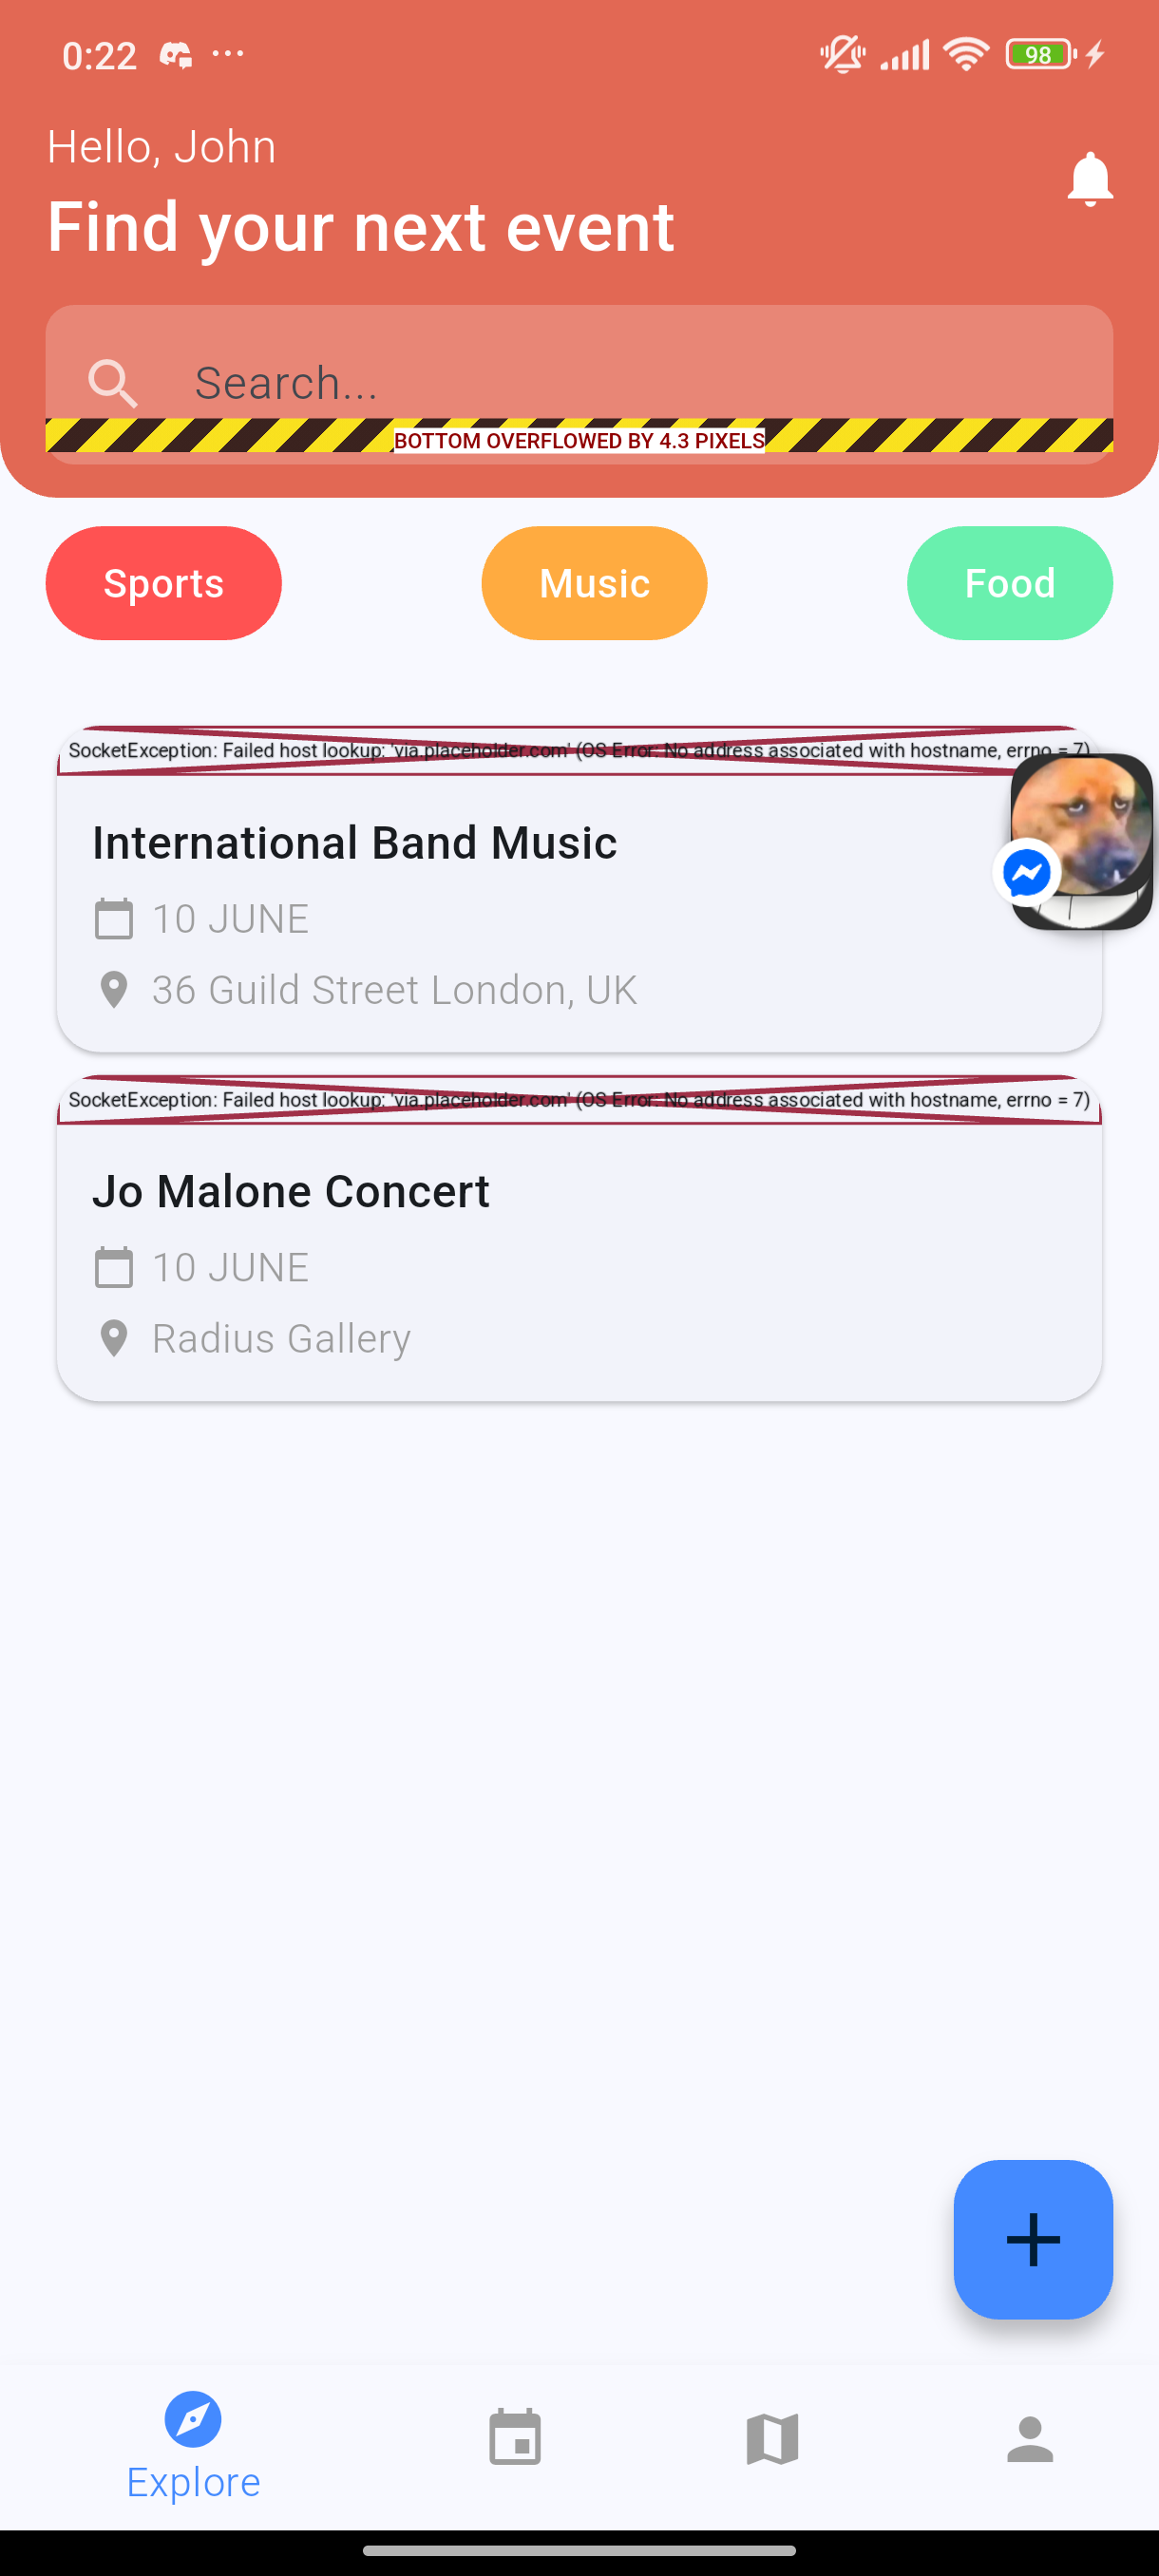 0:22
98
Hello, John
Find your next event
Search...
BOTTOM OVERFLOWED BY 4.3 PIXELS
Sports
Music
Food
SocketException: Failed host lookup: 'via.placeholder.com' (OS Error: No address associated with hostname, errno = 7)
International Band Music
10 JUNE
36 Guild Street London, UK
SocketException: Failed host lookup: 'via.placeholder.com' (OS Error: No address associated with hostname, errno = 7)
Jo Malone Concert
10 JUNE
Radius Gallery
Explore